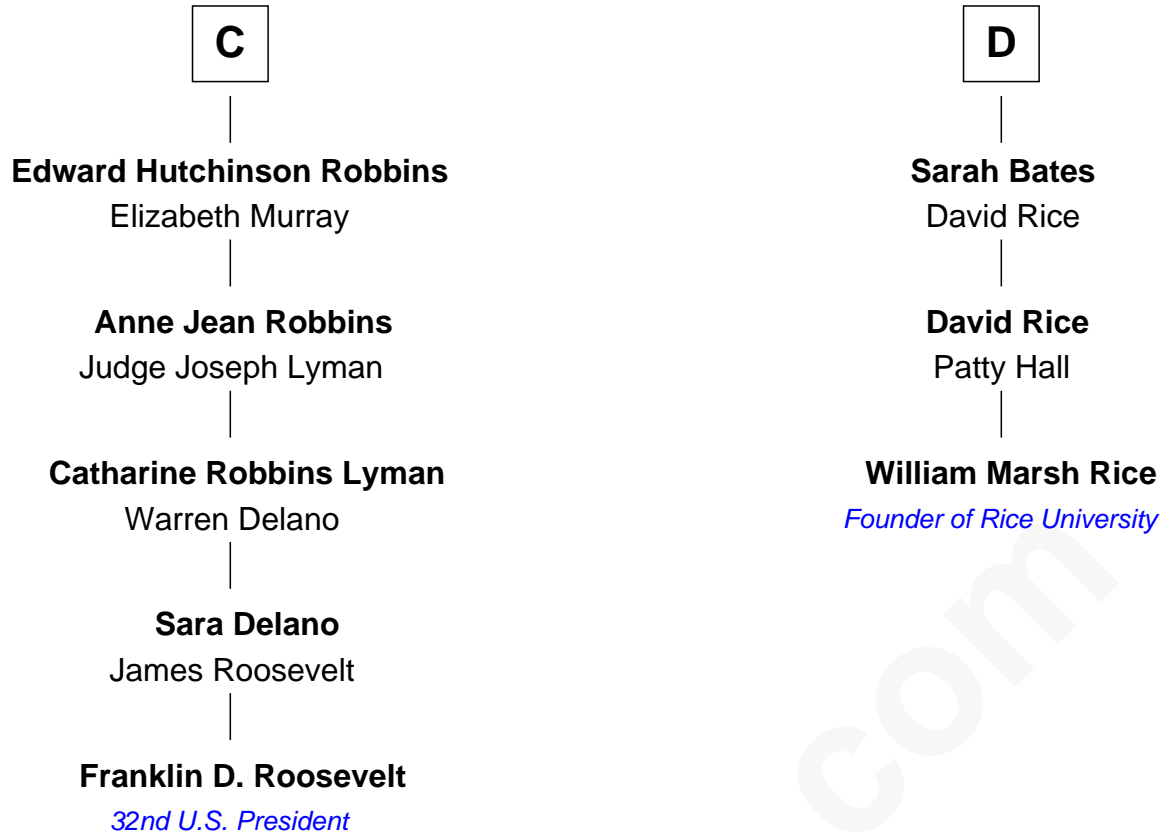 C
Edward Hutchinson Robbins
Elizabeth Murray
Anne Jean Robbins
Judge Joseph Lyman
Catharine Robbins Lyman
Warren Delano
Sara Delano
James Roosevelt
Franklin D. Roosevelt
32nd U.S. President
D
Sarah Bates
David Rice
David Rice
Patty Hall
William Marsh Rice
Founder of Rice University
com